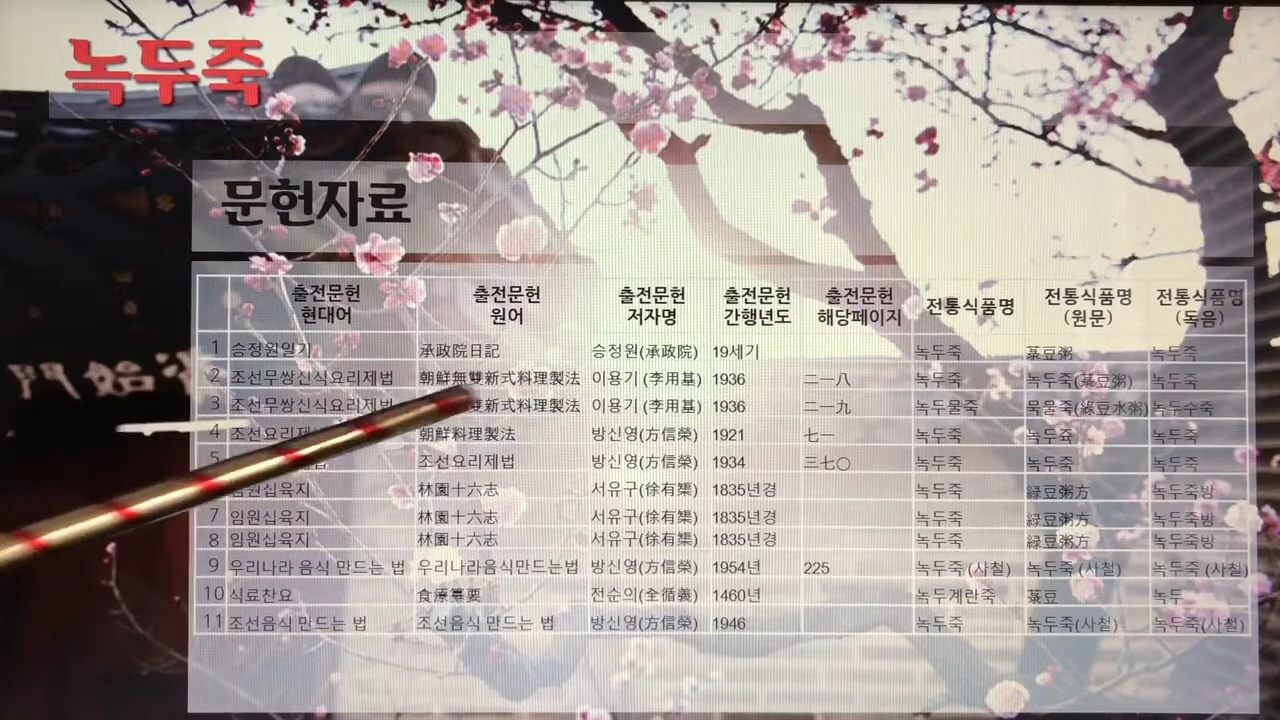 녹두죽
문헌자료
출전문헌 현대어 출전문헌 원어 출전문헌 저자명 출전문헌 간행년도 출전문헌 해당페이지 전통식품명 전통식품명 (원문) 전통식품명 (독음)
1 승정원일기 承政院日記 승정원(承政院) 19세기 녹두죽 菉豆粥 녹두죽
2 조선무쌍신식요리제법 朝鮮無雙新式料理製法 이용기 (李用基) 1936 二一八 녹두죽 녹두죽(菉豆粥) 녹두죽
3 조선무쌍신식요리제법 雙新式料理製法 이용기 (李用基) 1936 二一九 녹두물죽 묵물죽(綠豆水粥) 녹두수죽
4 조선요리제 朝鮮料理製法 방신영(方信榮) 1921 七一 녹두죽 녹두쥭 녹두죽
5 조선요리제법 방신영(方信榮) 1934 三七〇 녹두죽 녹두죽 녹두죽
임원십육지 林園十六志 서유구(徐有榘) 1835년경 녹두죽 綠豆粥方 녹두죽방
7 임원십육지 林園十六志 서유구(徐有榘) 1835년경 녹두죽 綠豆粥方 녹두죽방
8 임원십육지 林園十六志 서유구(徐有榘) 1835년경 녹두죽 綠豆粥方 녹두죽방
9 우리나라 음식 만드는 법 우리나라음식만드는법 방신영(方信榮) 1954년 225 녹두죽 (사철) 녹두죽 (사철) 녹두죽 (사철)
10 식료찬요 食療纂要 전순의(全循義) 1460년 녹두계란죽 菉豆 녹두
11 조선음식 만드는 법 조선음식 만드는 법 방신영(方信榮) 1946 녹두죽 녹두죽(사철) 녹두죽(사철)